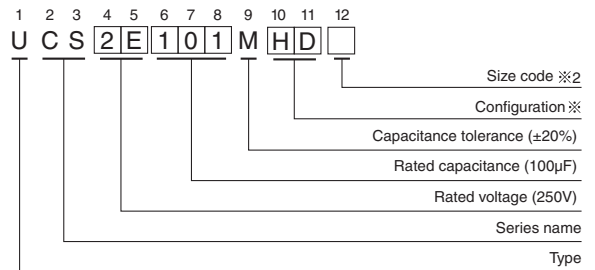 1 2 3 4 5 6 7 8 9 10 11 12
U C S 2 E 1 0 1 M H D
Size code ※2
Configuration ※
Capacitance tolerance (±20%)
Rated capacitance (100μF)
Rated voltage (250V)
Series name
Type